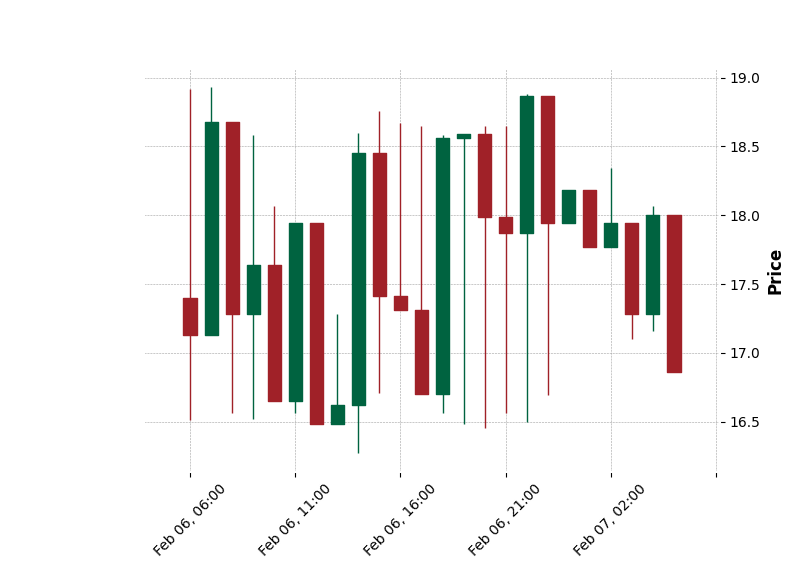 19.0
18.5
18.0
17.5
17.0
16.5
Price
Feb 06, 06:00
Feb 06, 11:00
Feb 06, 16:00
Feb 06, 21:00
Feb 07, 02:00